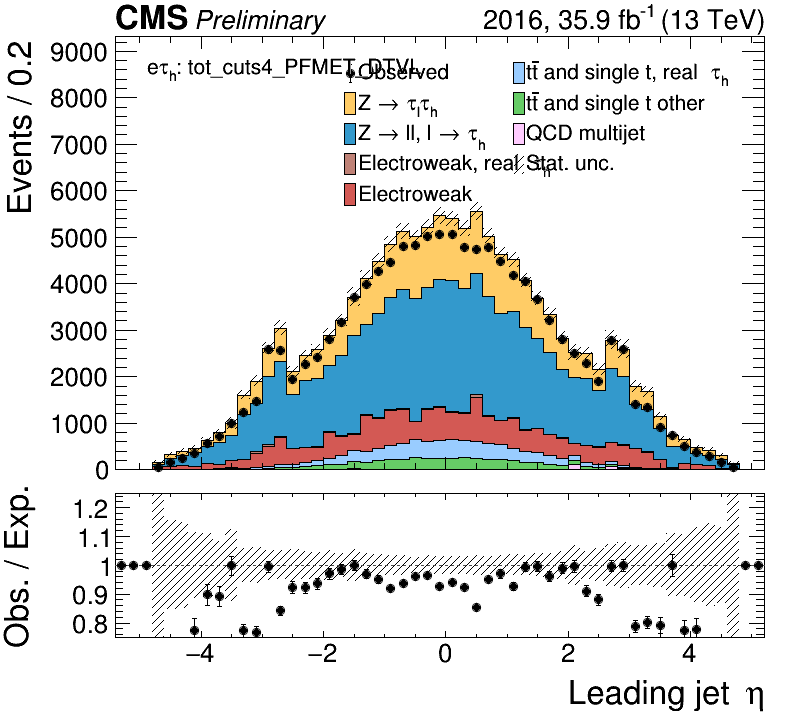 CMS Preliminary 2016, 35.9 fb⁻¹ (13 TeV)
Events / 0.2
9000
8000
7000
6000
5000
4000
3000
2000
1000
0
eτh: tot_cuts4_PFMET_DTVL
Observed
Z → τlτh
Z → ll, l → τh
Electroweak, real τh
Electroweak
tt̄ and single t, real τh
tt̄ and single t other
QCD multijet
Stat. unc.
Obs. / Exp.
1.2
1.1
1
0.9
0.8
−4 −2 0 2 4
Leading jet η